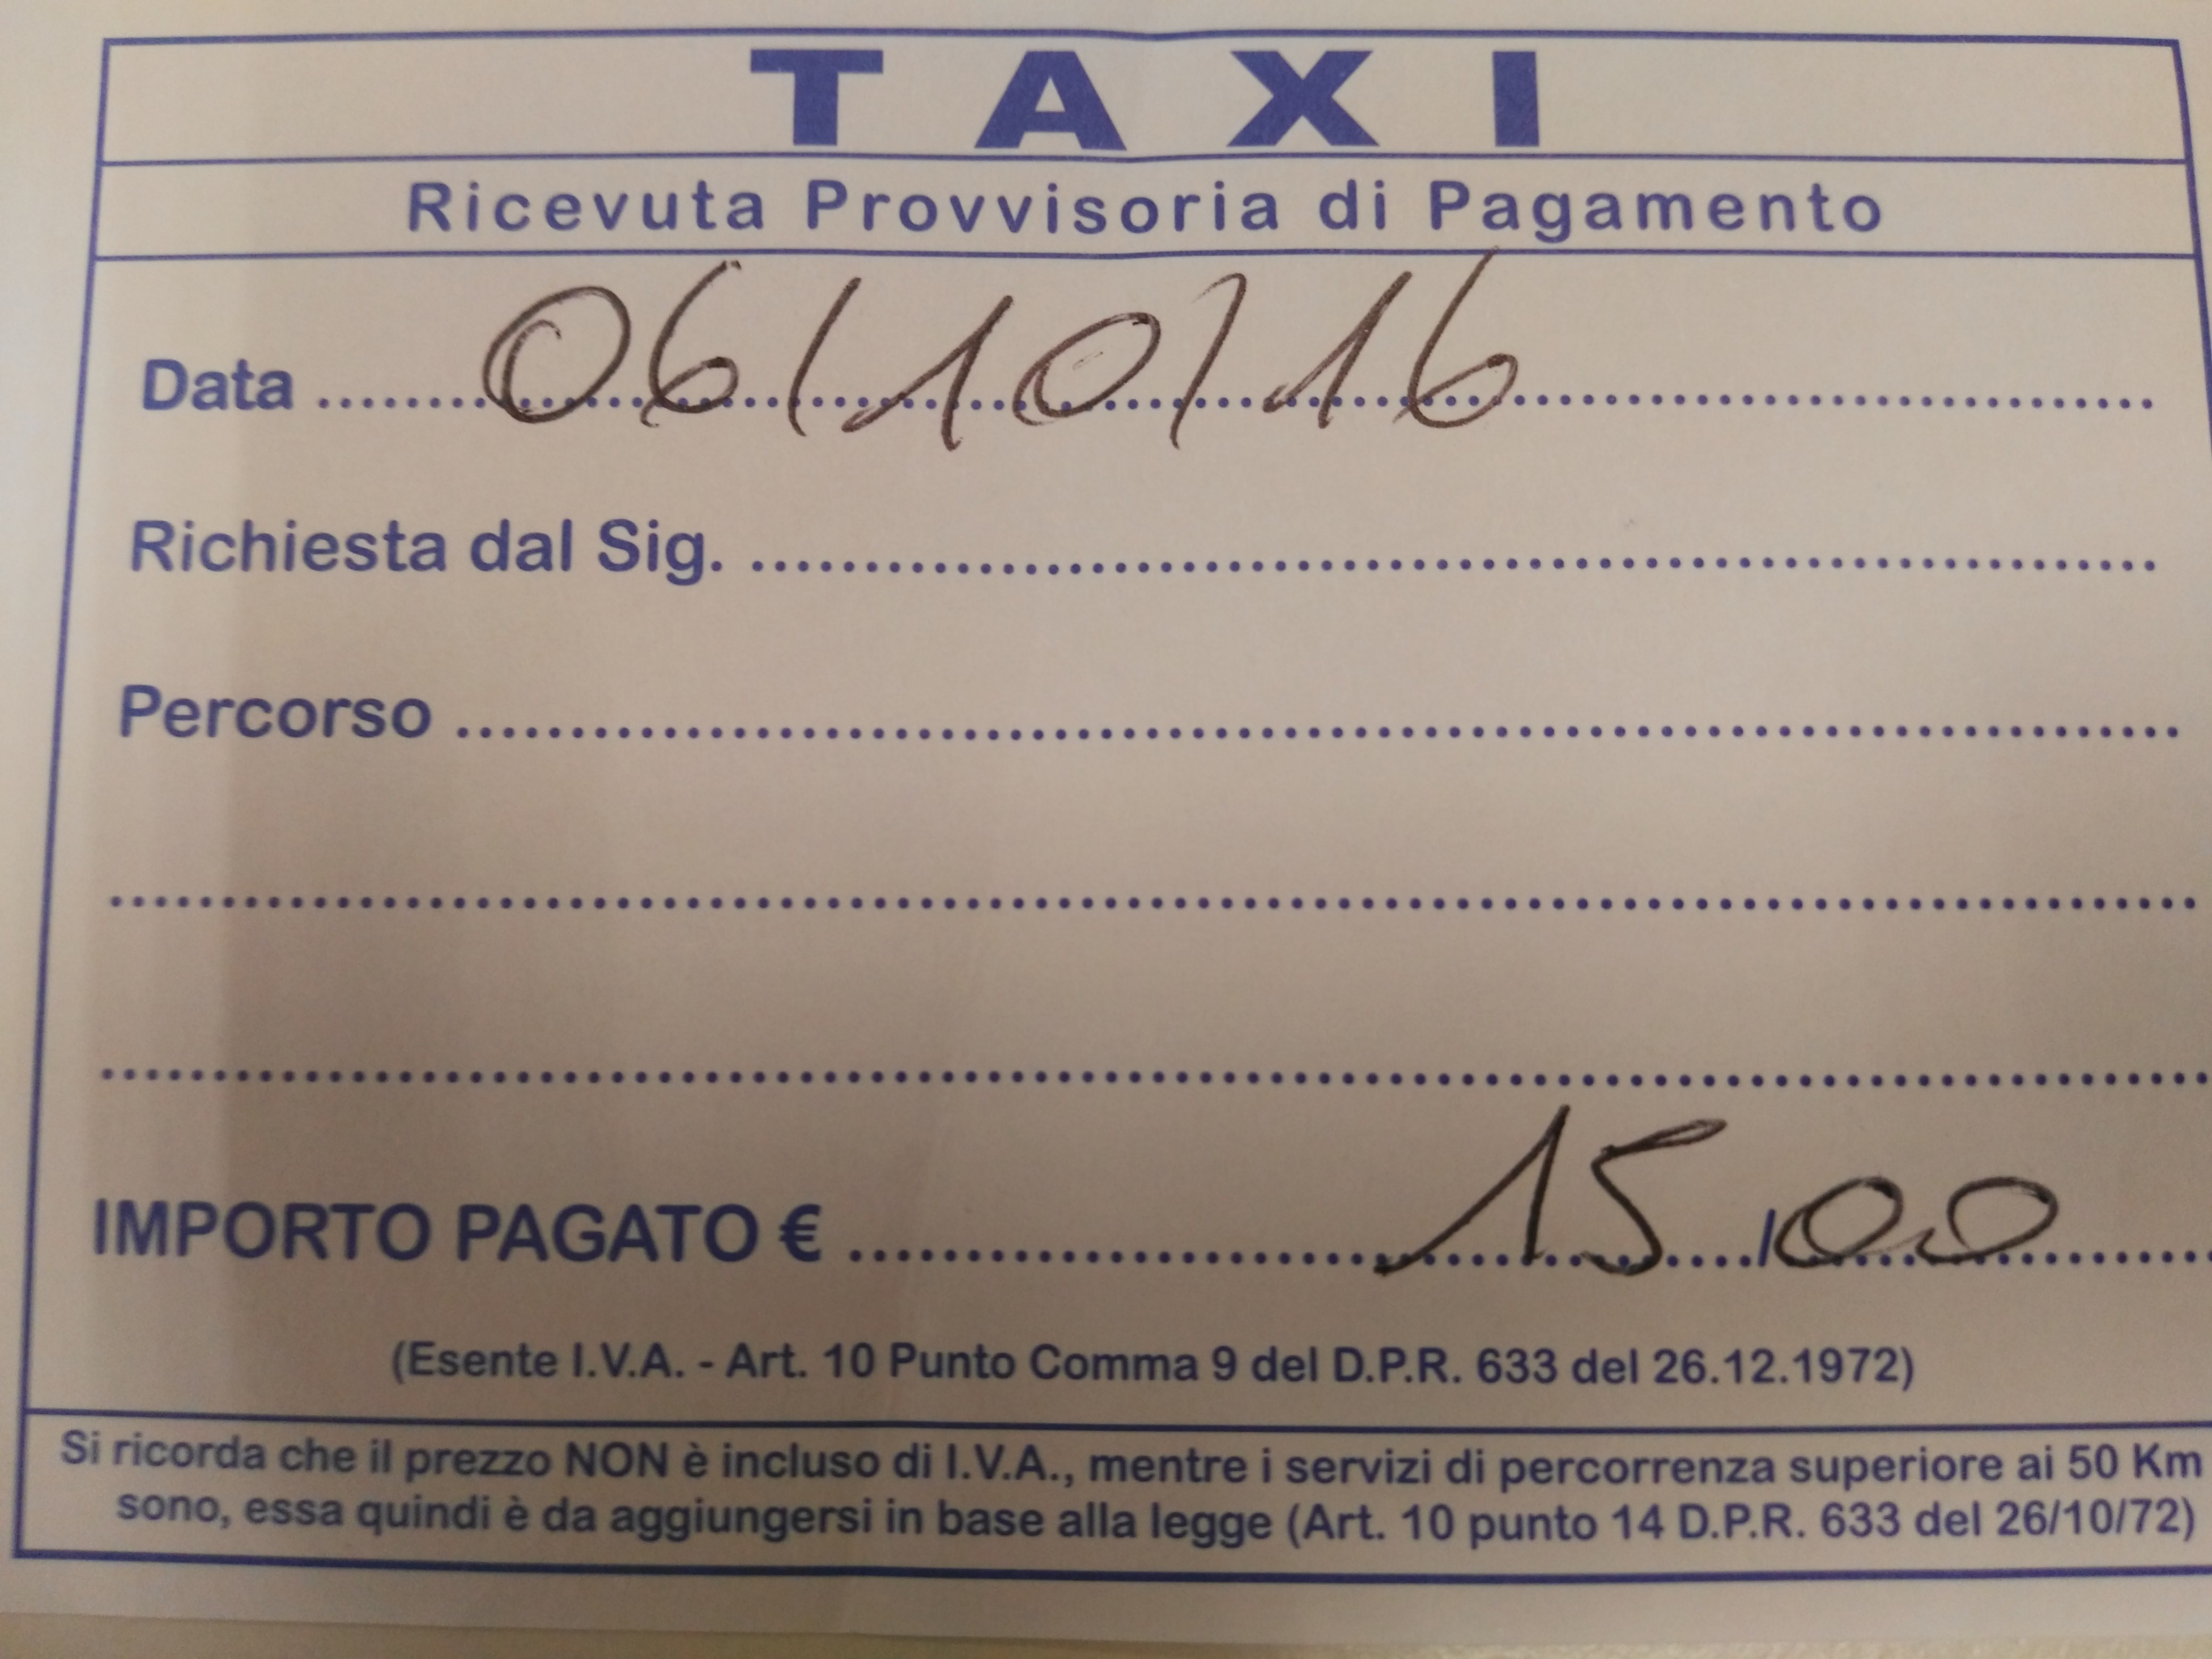 TAXI
Ricevuta Provvisoria di Pagamento
Data ........06/10/16........
Richiesta dal Sig. ................
Percorso ................
................
................
IMPORTO PAGATO € ........15,00........
(Esente I.V.A. - Art. 10 Punto Comma 9 del D.P.R. 633 del 26.12.1972)
Si ricorda che il prezzo NON è incluso di I.V.A., mentre i servizi di percorrenza superiore ai 50 Km
sono, essa quindi è da aggiungersi in base alla legge (Art. 10 punto 14 D.P.R. 633 del 26/10/72)